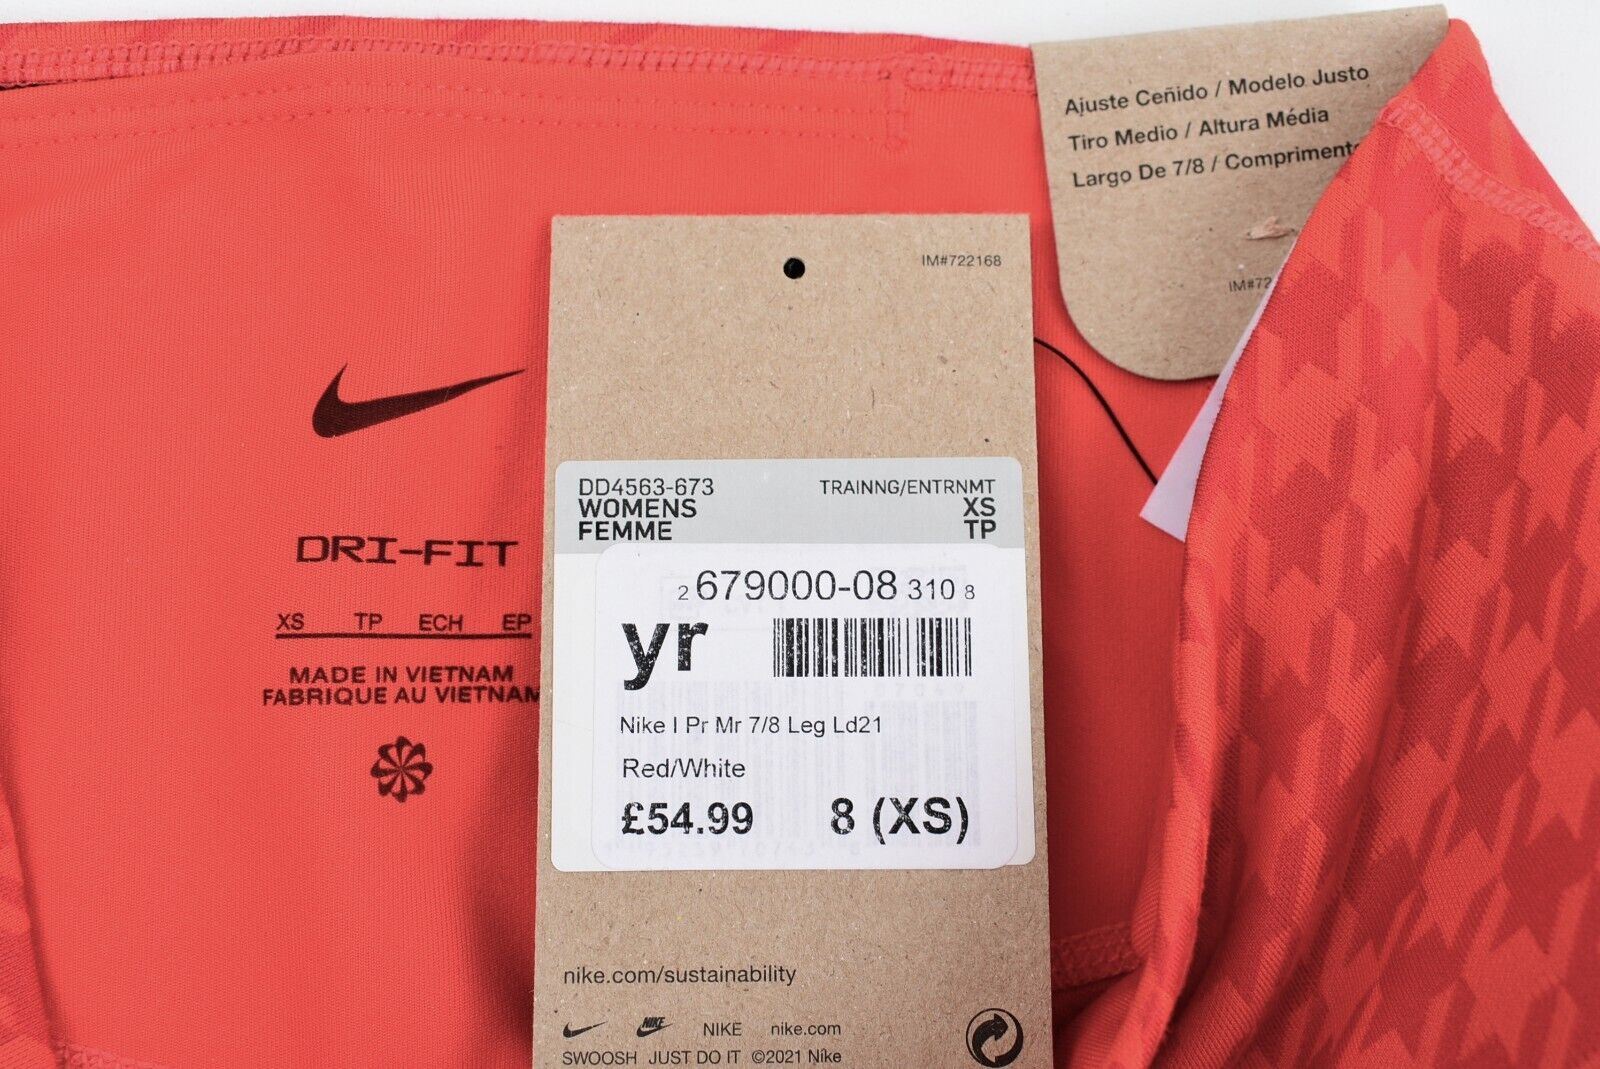 Ajuste Ceñido / Modelo Justo
Tiro Medio / Altura Média
Largo De 7/8 /
IM#722168
DRI-FIT
XS TP ECH EP
MADE IN VIETNAM
FABRIQUE AU VIETNAM
DD4563-673 TRAINNG/ENTRNMT
WOMENS XS
FEMME TP
2 679000-08 310 8
yr
Nike I Pr Mr 7/8 Leg Ld21
Red/White
£54.99 8 (XS)
nike.com/sustainability
NIKE NIKE nike.com
SWOOSH JUST DO IT ©2021 Nike